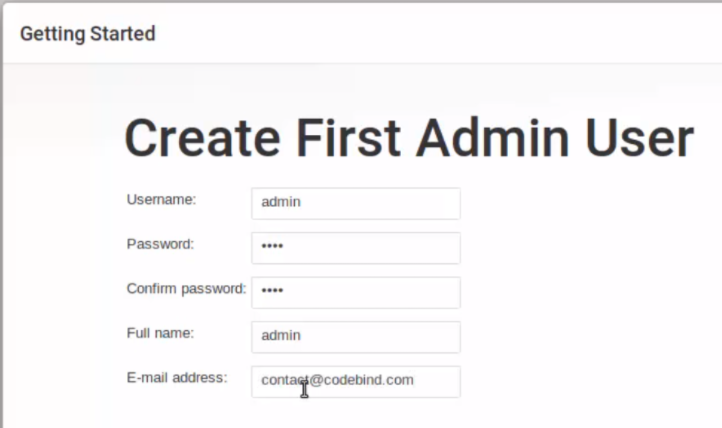 Getting Started
Create First Admin User
Username: admin
Password: ••••
Confirm password: ••••
Full name: admin
E-mail address: contact@codebind.com